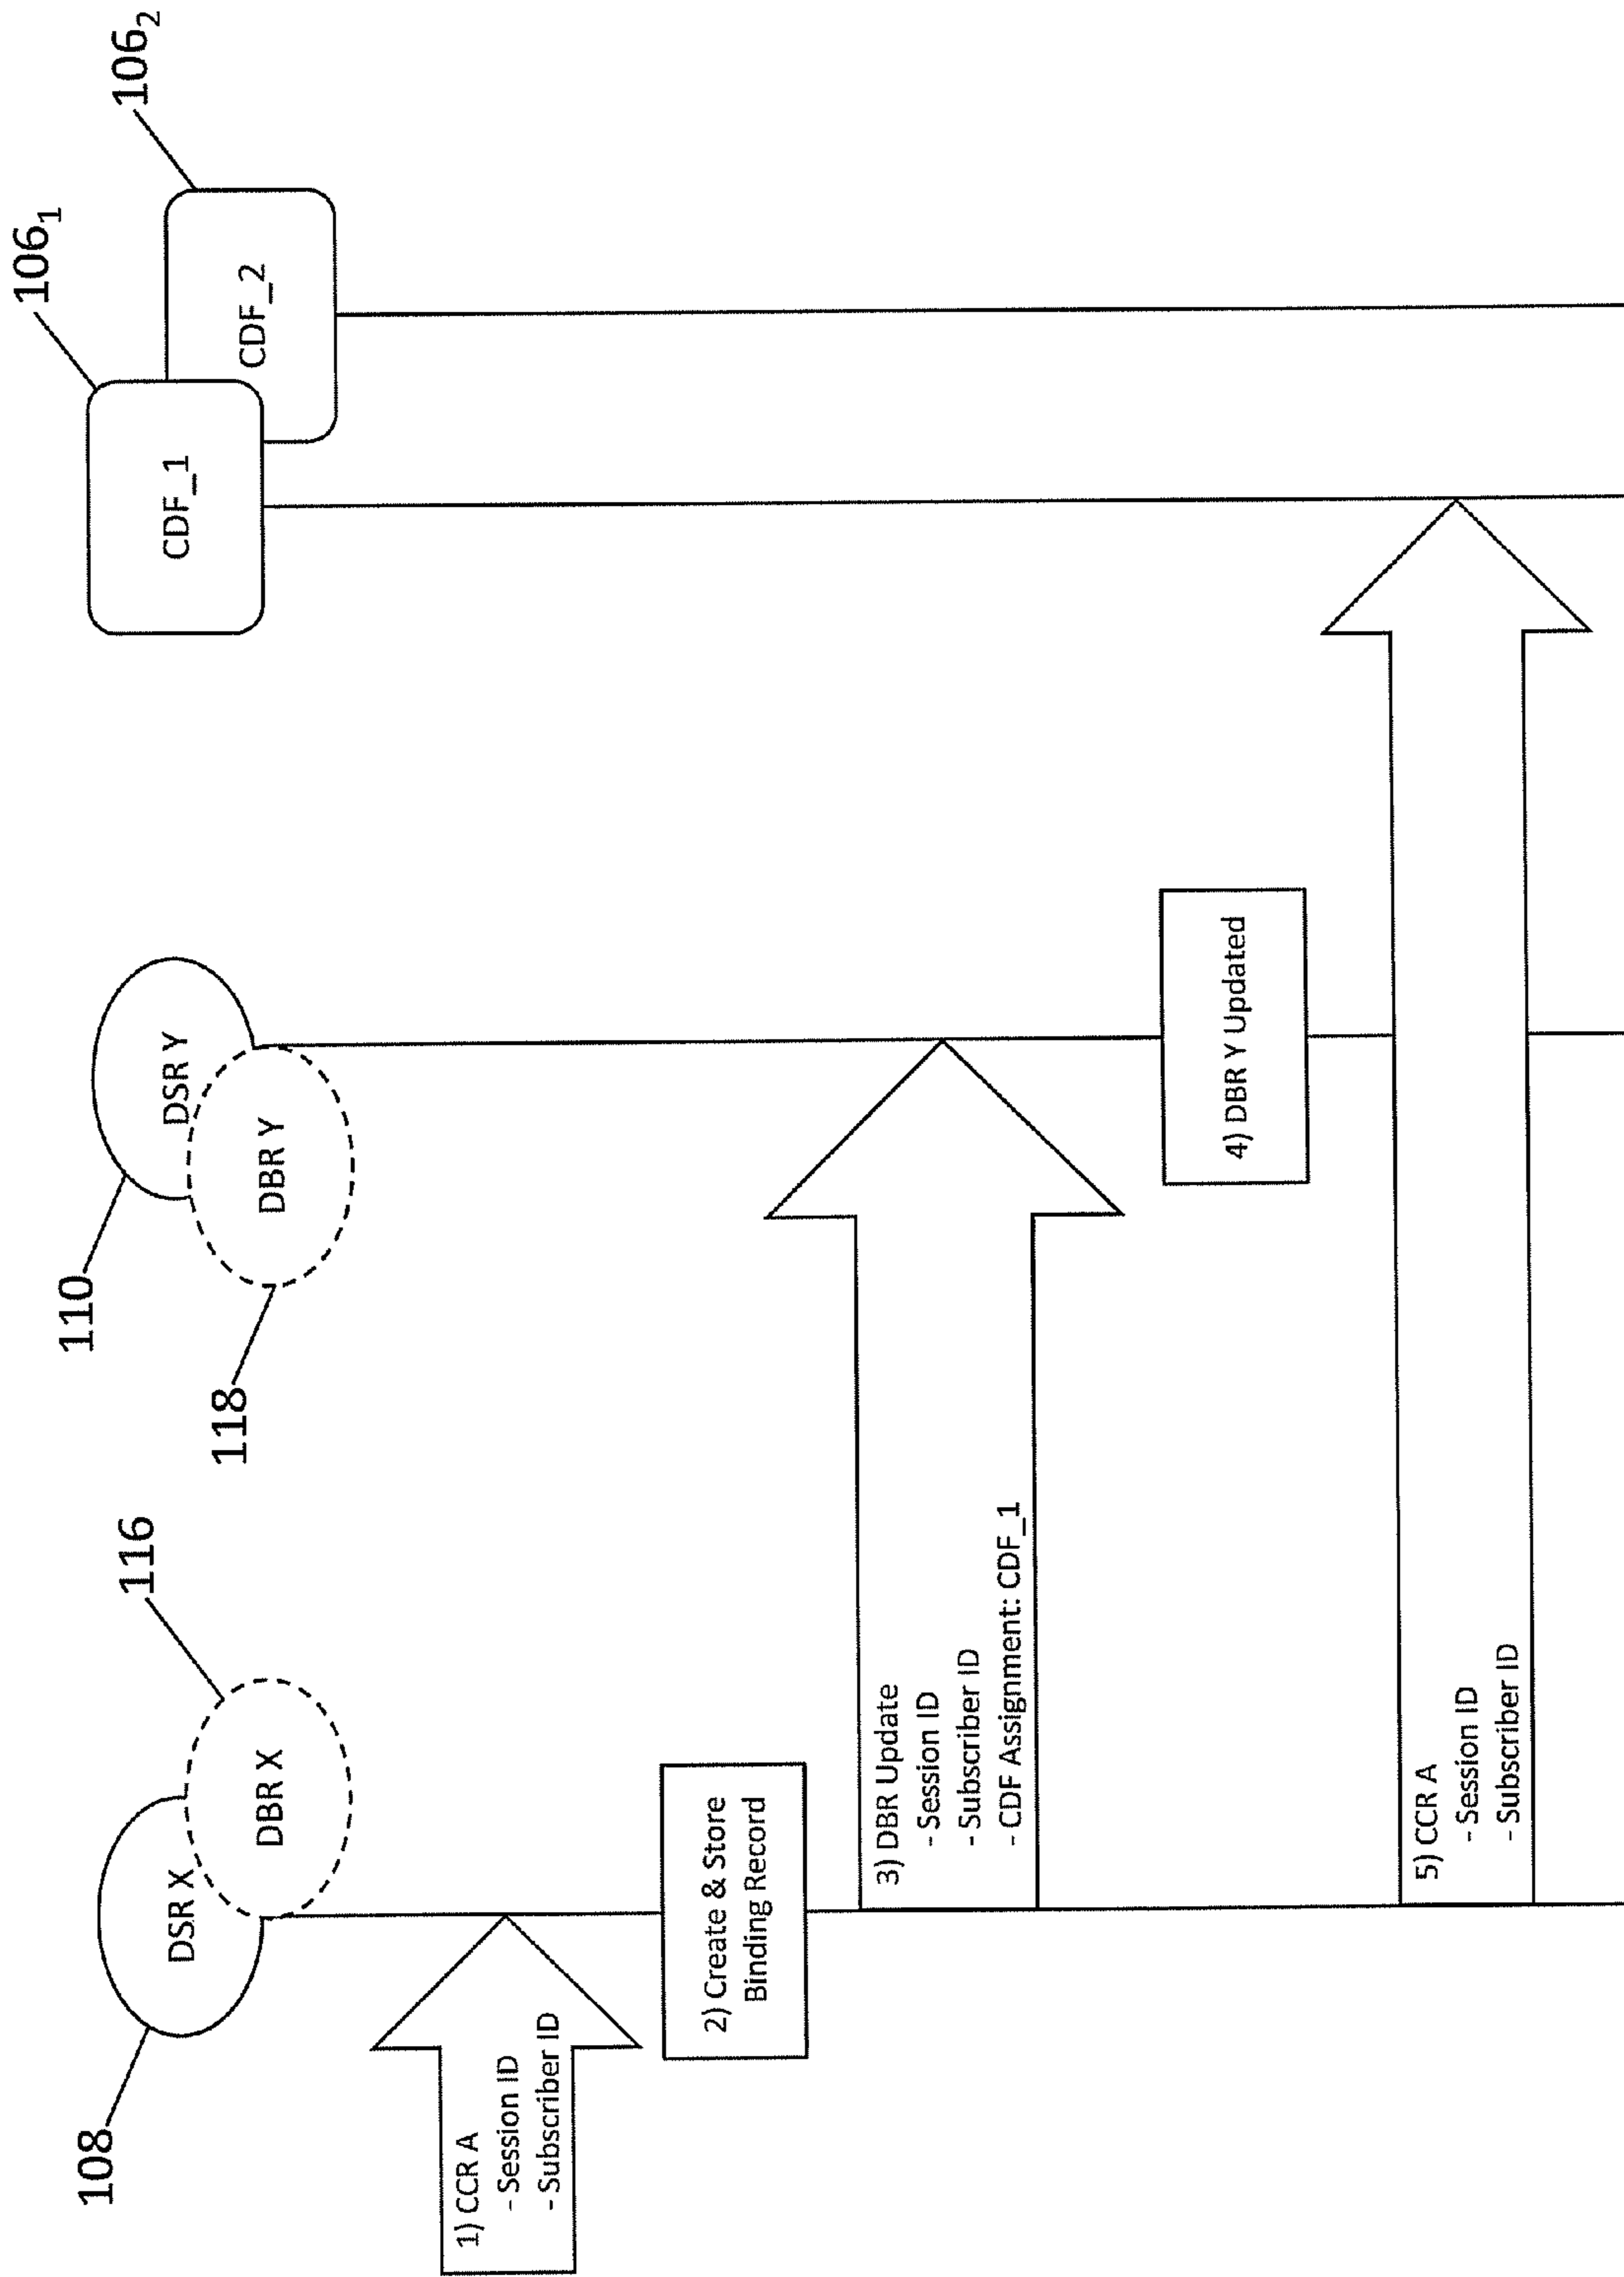 108
DSR X
DBR X
116
110
118
DSR Y
DBR Y
106₁
106₂
CDF_1
CDF_2
1) CCR A
- Session ID
- Subscriber ID
2) Create & Store
Binding Record
3) DBR Update
- Session ID
- Subscriber ID
- CDF Assignment: CDF_1
4) DBR Y Updated
5) CCR A
- Session ID
- Subscriber ID